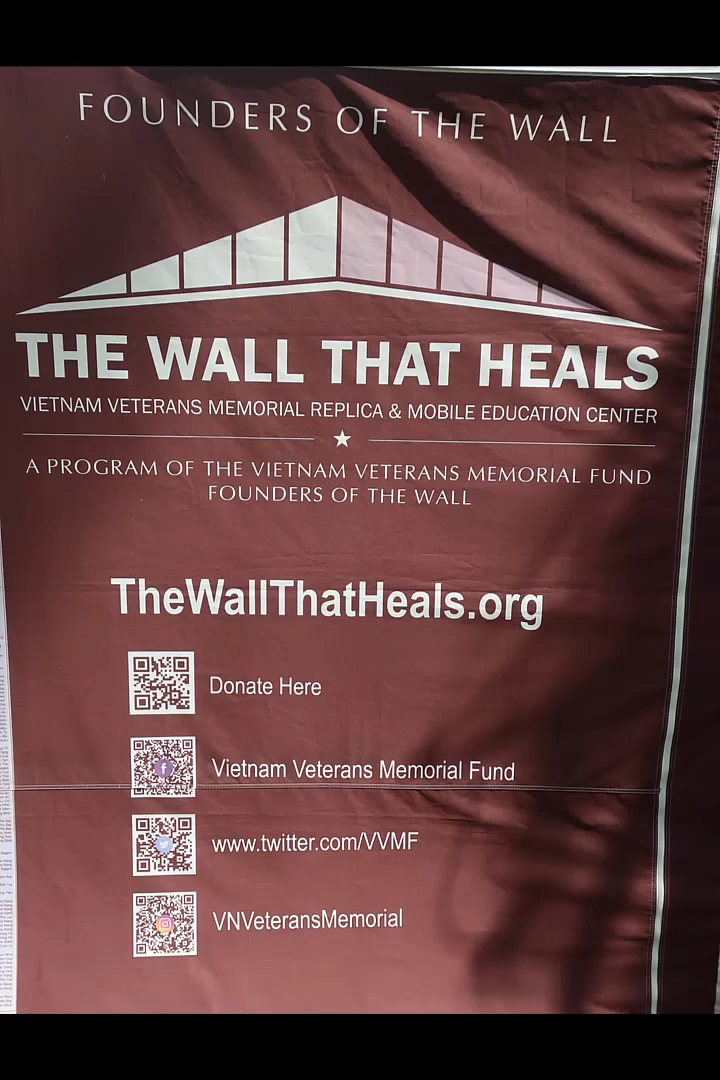 FOUNDERS OF THE WALL
THE WALL THAT HEALS
VIETNAM VETERANS MEMORIAL REPLICA & MOBILE EDUCATION CENTER
A PROGRAM OF THE VIETNAM VETERANS MEMORIAL FUND
FOUNDERS OF THE WALL
TheWallThatHeals.org
Donate Here
Vietnam Veterans Memorial Fund
www.twitter.com/VVMF
VNVeteransMemorial